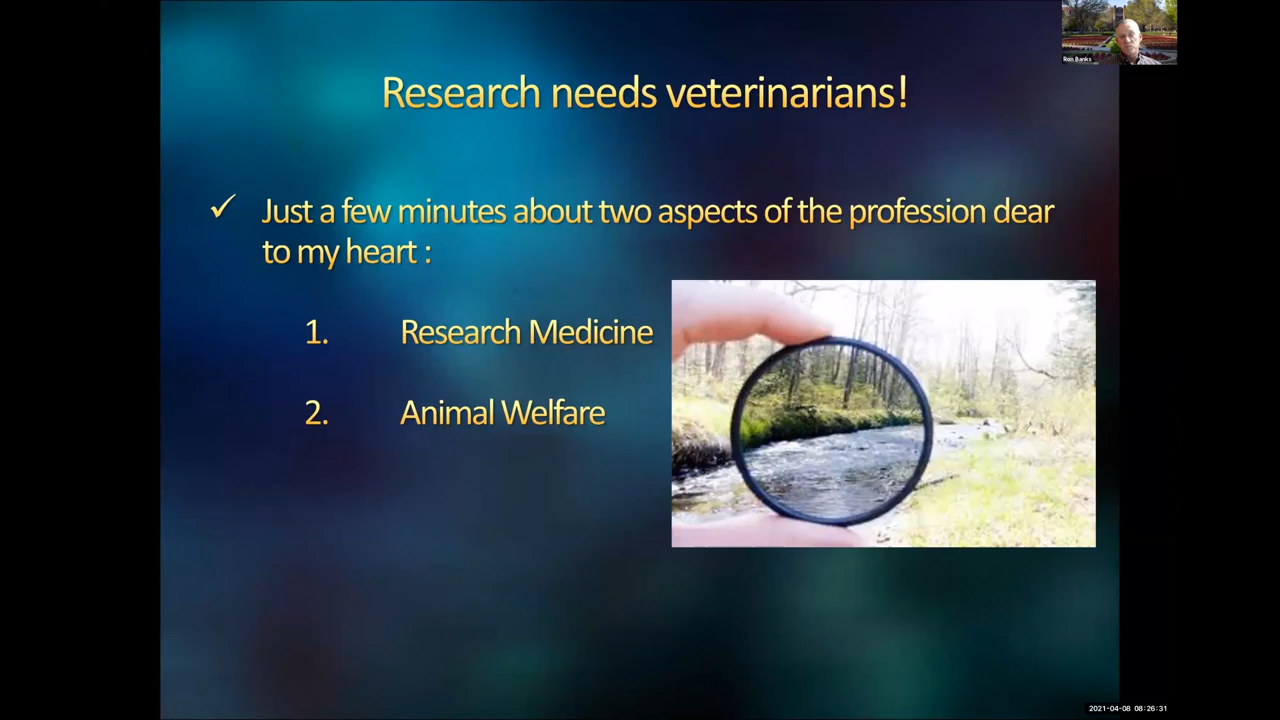 Ron Banks
Research needs veterinarians!
✓ Just a few minutes about two aspects of the profession dear
to my heart :
1. Research Medicine
2. Animal Welfare
2021-04-08 08:26:31